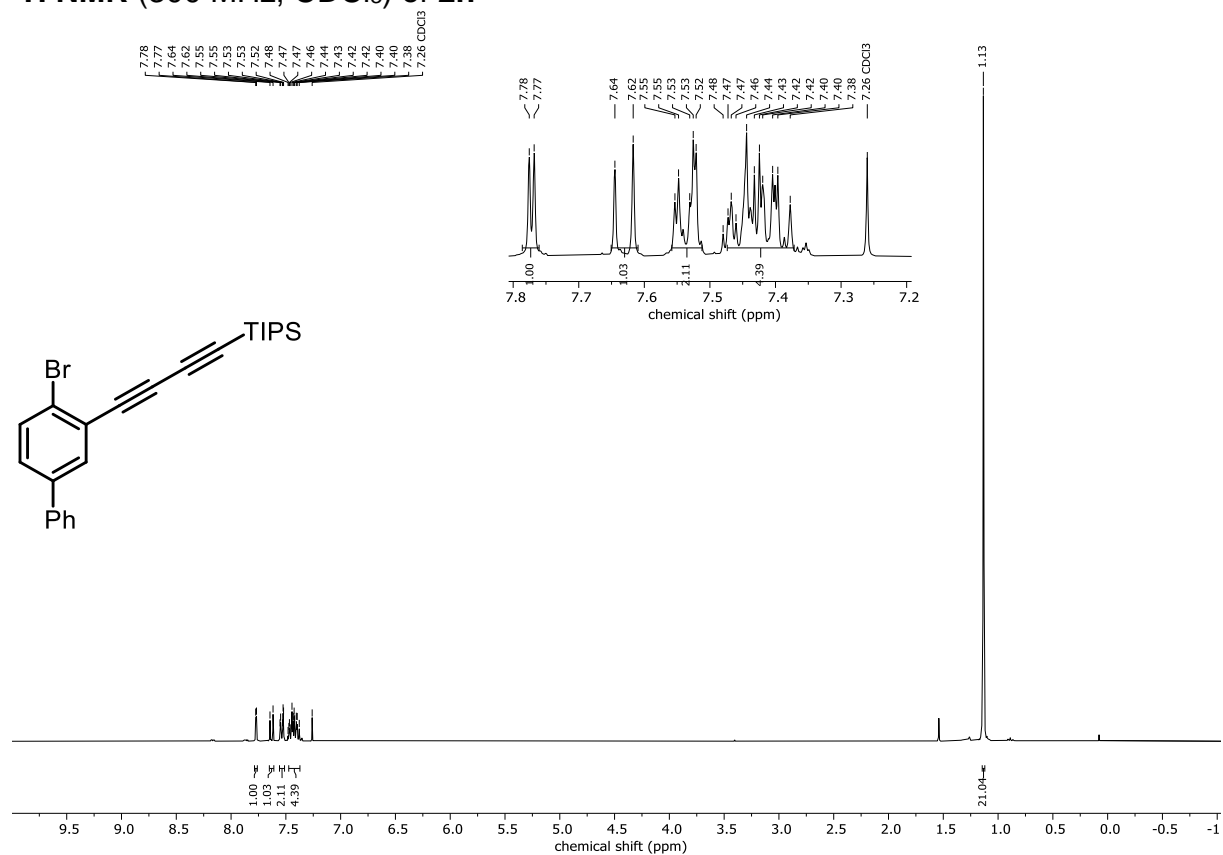 7.78 7.77 7.64 7.62 7.55 7.55 7.53 7.53 7.52 7.48 7.47 7.47 7.46 7.44 7.43 7.42 7.42 7.40 7.40 7.38 7.26 CDCl3
7.78 7.77 7.64 7.62 7.55 7.55 7.53 7.53 7.52 7.48 7.47 7.47 7.46 7.44 7.43 7.42 7.42 7.40 7.40 7.38 7.26 CDCl3
1.13
1.00 1.03 2.11 4.39
7.8 7.7 7.6 7.5 7.4 7.3 7.2
chemical shift (ppm)
TIPS
Br
Ph
1.00 1.03 2.11 4.39 21.04
9.5 9.0 8.5 8.0 7.5 7.0 6.5 6.0 5.5 5.0 4.5 4.0 3.5 3.0 2.5 2.0 1.5 1.0 0.5 0.0 -0.5 -1
chemical shift (ppm)